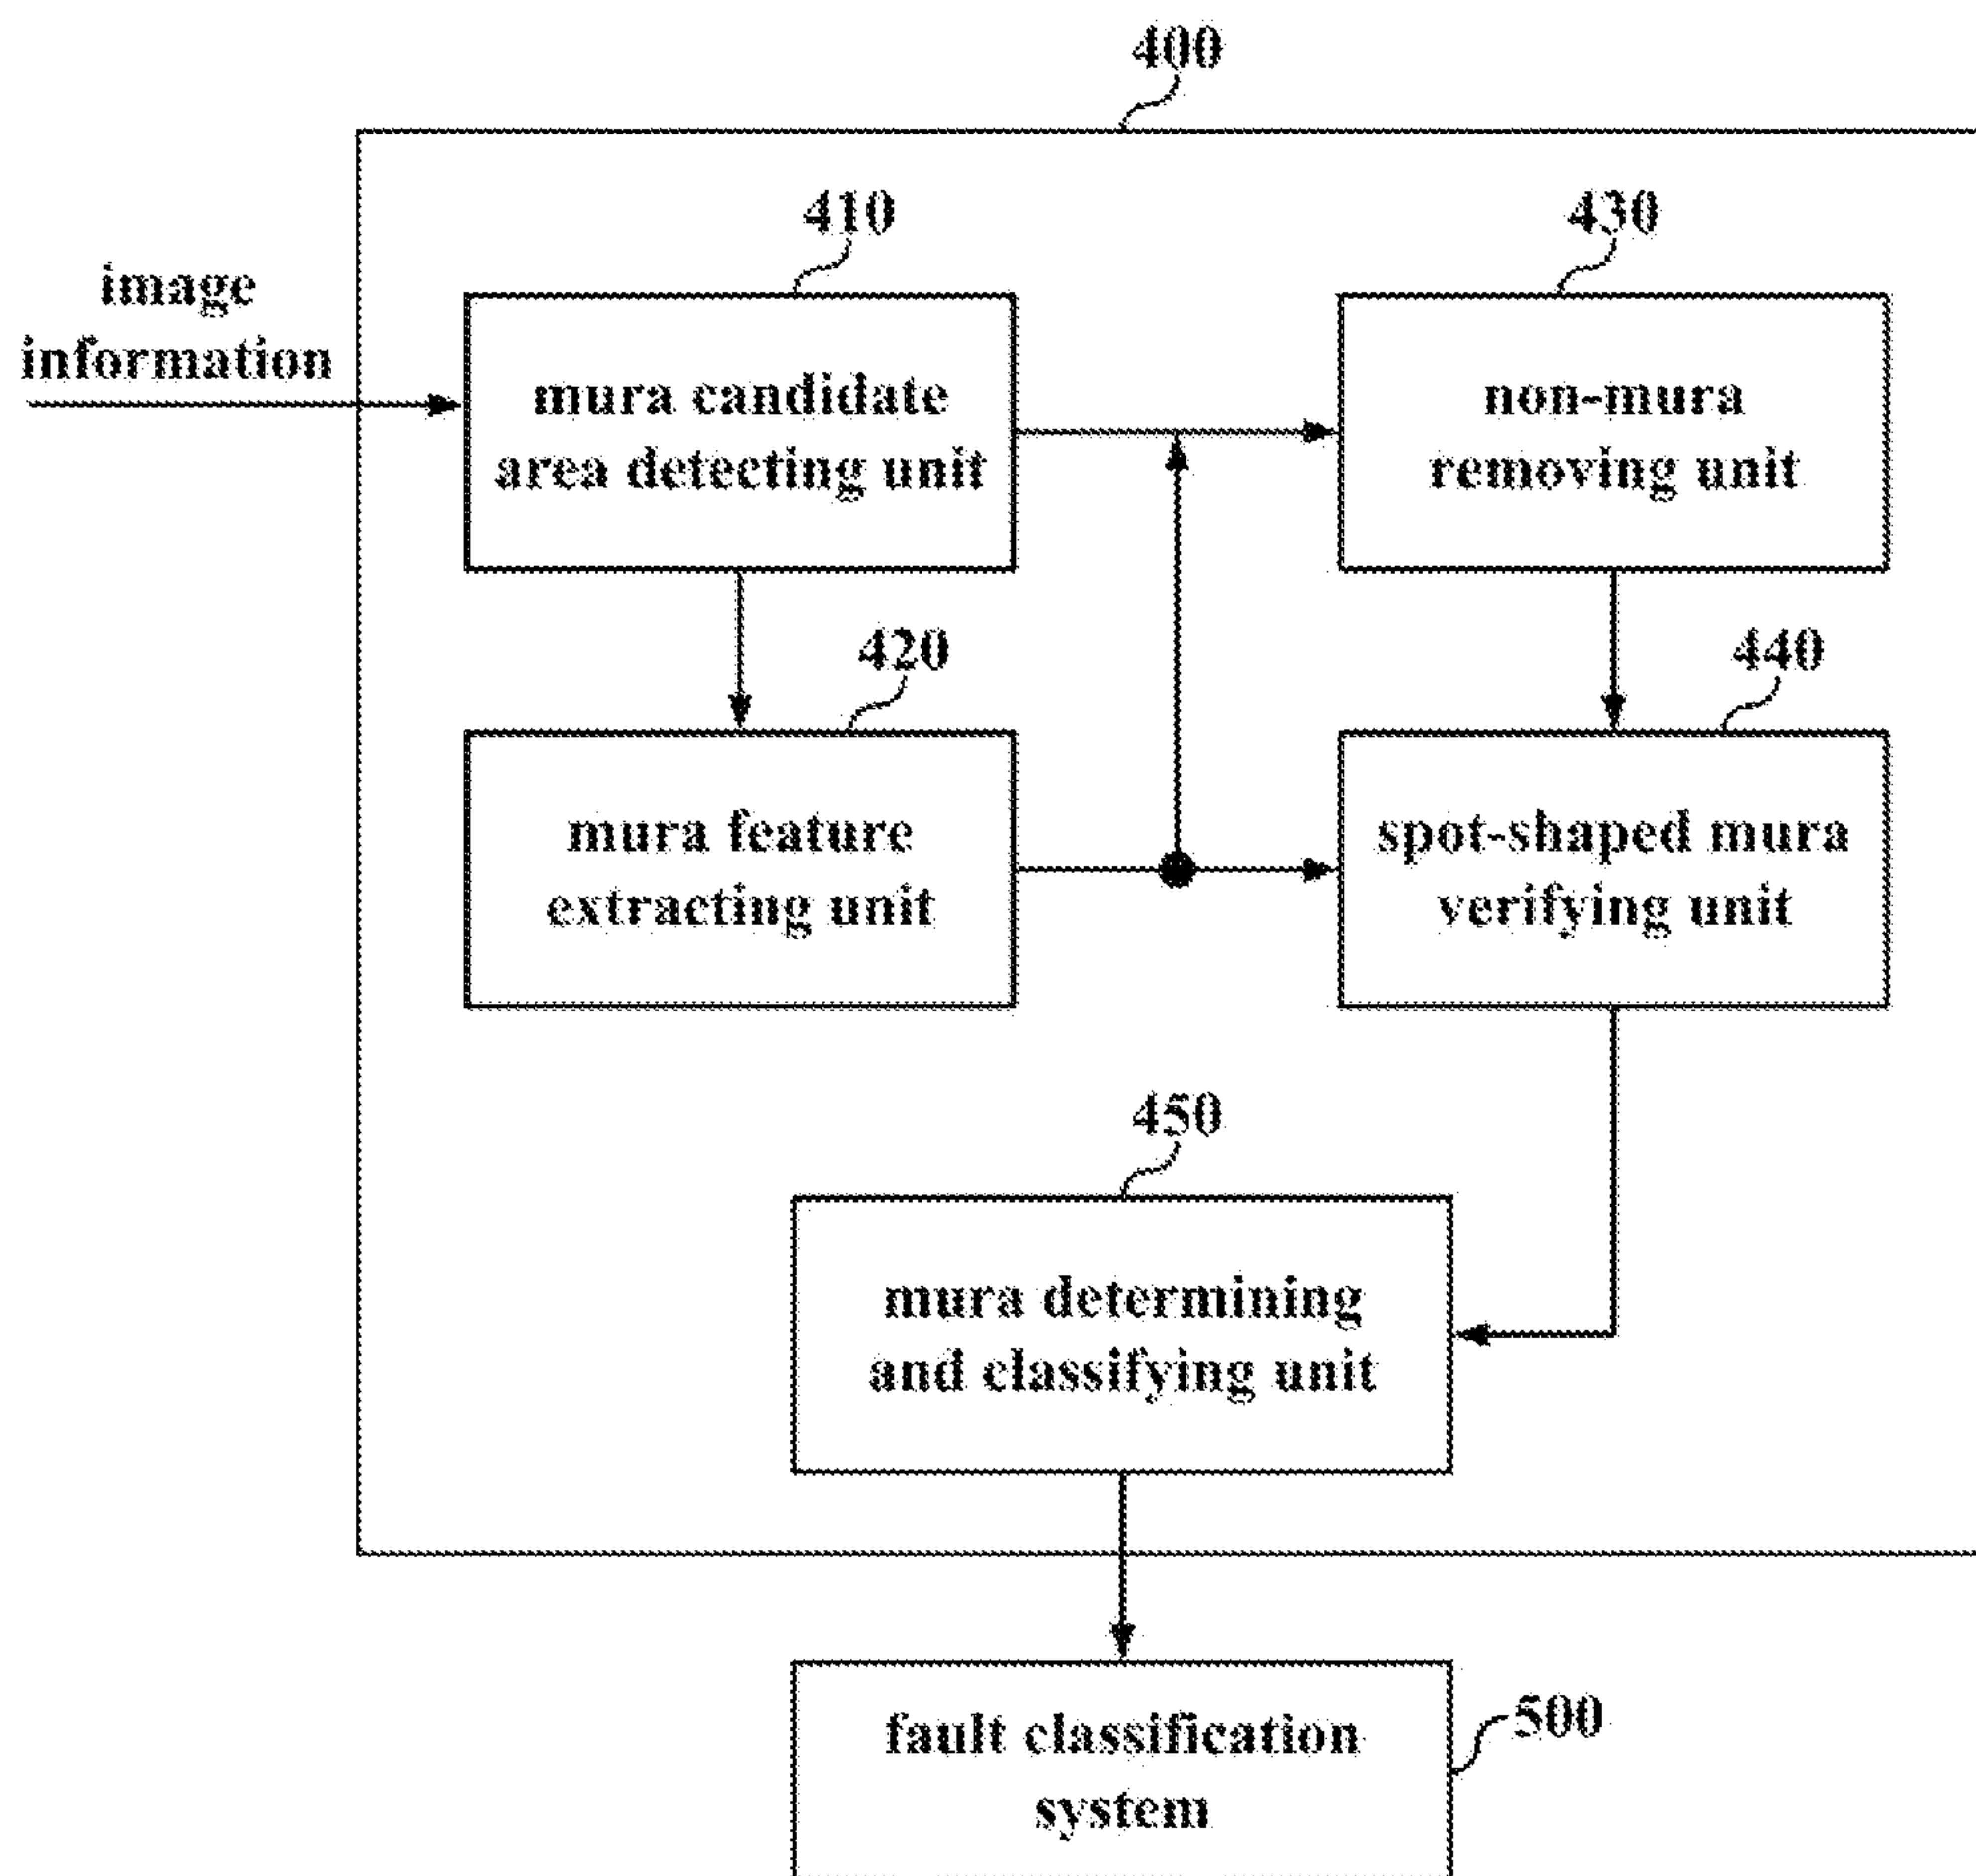 400
410
430
image
information
mura candidate
area detecting unit
non-mura
removing unit
420
440
mura feature
extracting unit
spot-shaped mura
verifying unit
450
mura determining
and classifying unit
fault classification
system
500